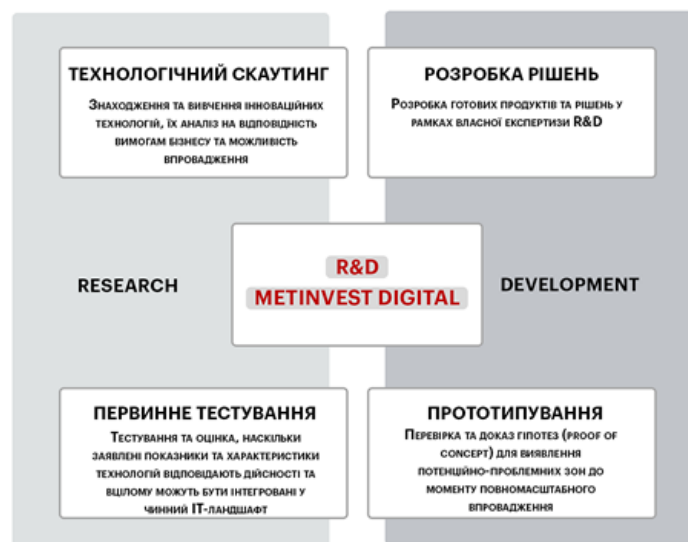 ТЕХНОЛОГІЧНИЙ СКАУТИНГ
Знаходження та вивчення інноваційних
технологій, їх аналіз на відповідність
вимогам бізнесу та можливість
впровадження
РОЗРОБКА РІШЕНЬ
Розробка готових продуктів та рішень у
рамках власної експертизи R&D
RESEARCH
R&D
METINVEST DIGITAL
DEVELOPMENT
ПЕРВИННЕ ТЕСТУВАННЯ
Тестування та оцінка, наскільки
заявлені показники та характеристики
технологій відповідають дійсності та
вцілому можуть бути інтегровані у
чинний ІТ-ландшафт
ПРОТОТИПУВАННЯ
Перевірка та доказ гіпотез (proof of
concept) для виявлення
потенційно-проблемних зон до
моменту повномасштабного
впровадження